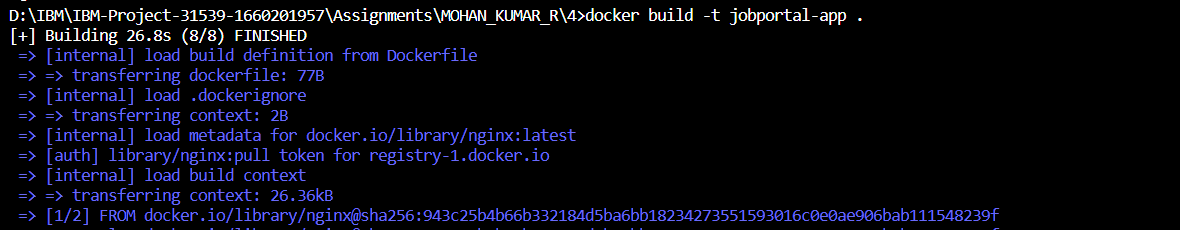 D:\IBM\IBM-Project-31539-1660201957\Assignments\MOHAN_KUMAR_R\4>docker build -t jobportal-app .
[+] Building 26.8s (8/8) FINISHED
=> [internal] load build definition from Dockerfile
=> => transferring dockerfile: 77B
=> [internal] load .dockerignore
=> => transferring context: 2B
=> [internal] load metadata for docker.io/library/nginx:latest
=> [auth] library/nginx:pull token for registry-1.docker.io
=> [internal] load build context
=> => transferring context: 26.36kB
=> [1/2] FROM docker.io/library/nginx@sha256:943c25b4b66b332184d5ba6bb18234273551593016c0e0ae906bab111548239f